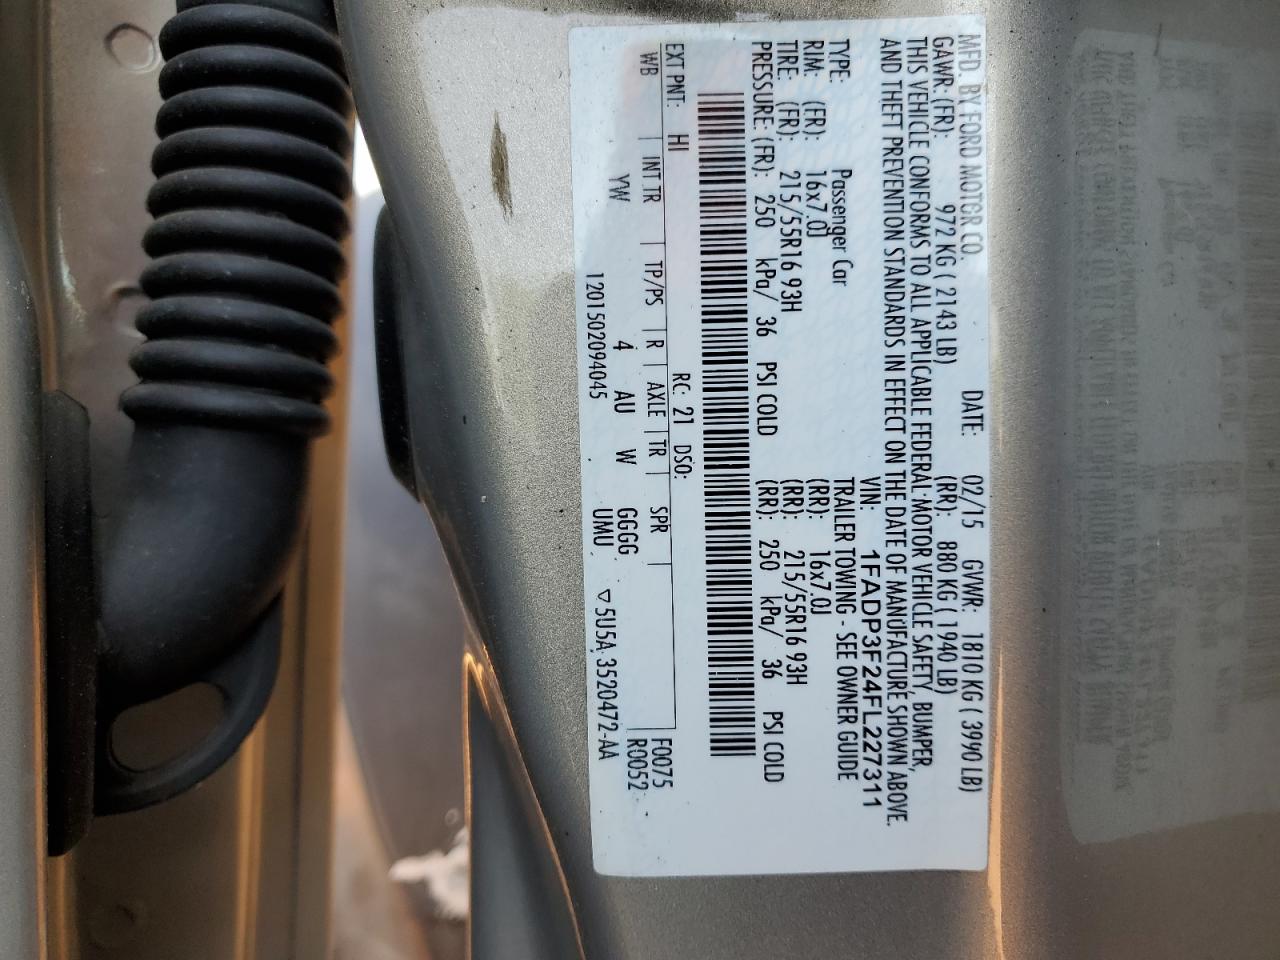 MFD. BY FORD MOTOR CO.
DATE: 02/15 GVWR: 1810 KG ( 3990 LB)
GAWR: (FR): 972 KG ( 2143 LB) (RR): 880 KG ( 1940 LB)
THIS VEHICLE CONFORMS TO ALL APPLICABLE FEDERAL MOTOR VEHICLE SAFETY, BUMPER,
AND THEFT PREVENTION STANDARDS IN EFFECT ON THE DATE OF MANUFACTURE SHOWN ABOVE.
VIN: 1FADP3F24FL227311
TYPE: Passenger Car TRAILER TOWING - SEE OWNER GUIDE
RIM: (FR): 16x7.0J (RR): 16x7.0J
TIRE: (FR): 215/55R16 93H (RR): 215/55R16 93H
PRESSURE: (FR): 250 kPa/ 36 PSI COLD (RR): 250 kPa/ 36 PSI COLD
EXT PNT: HI RC: 21 DSO: F0075
WB INT TR TP/PS R AXLE TR SPR R0052
YW 4 AU W GGGG
UMU
1201502094045 ▽5U5A 3520472-AA